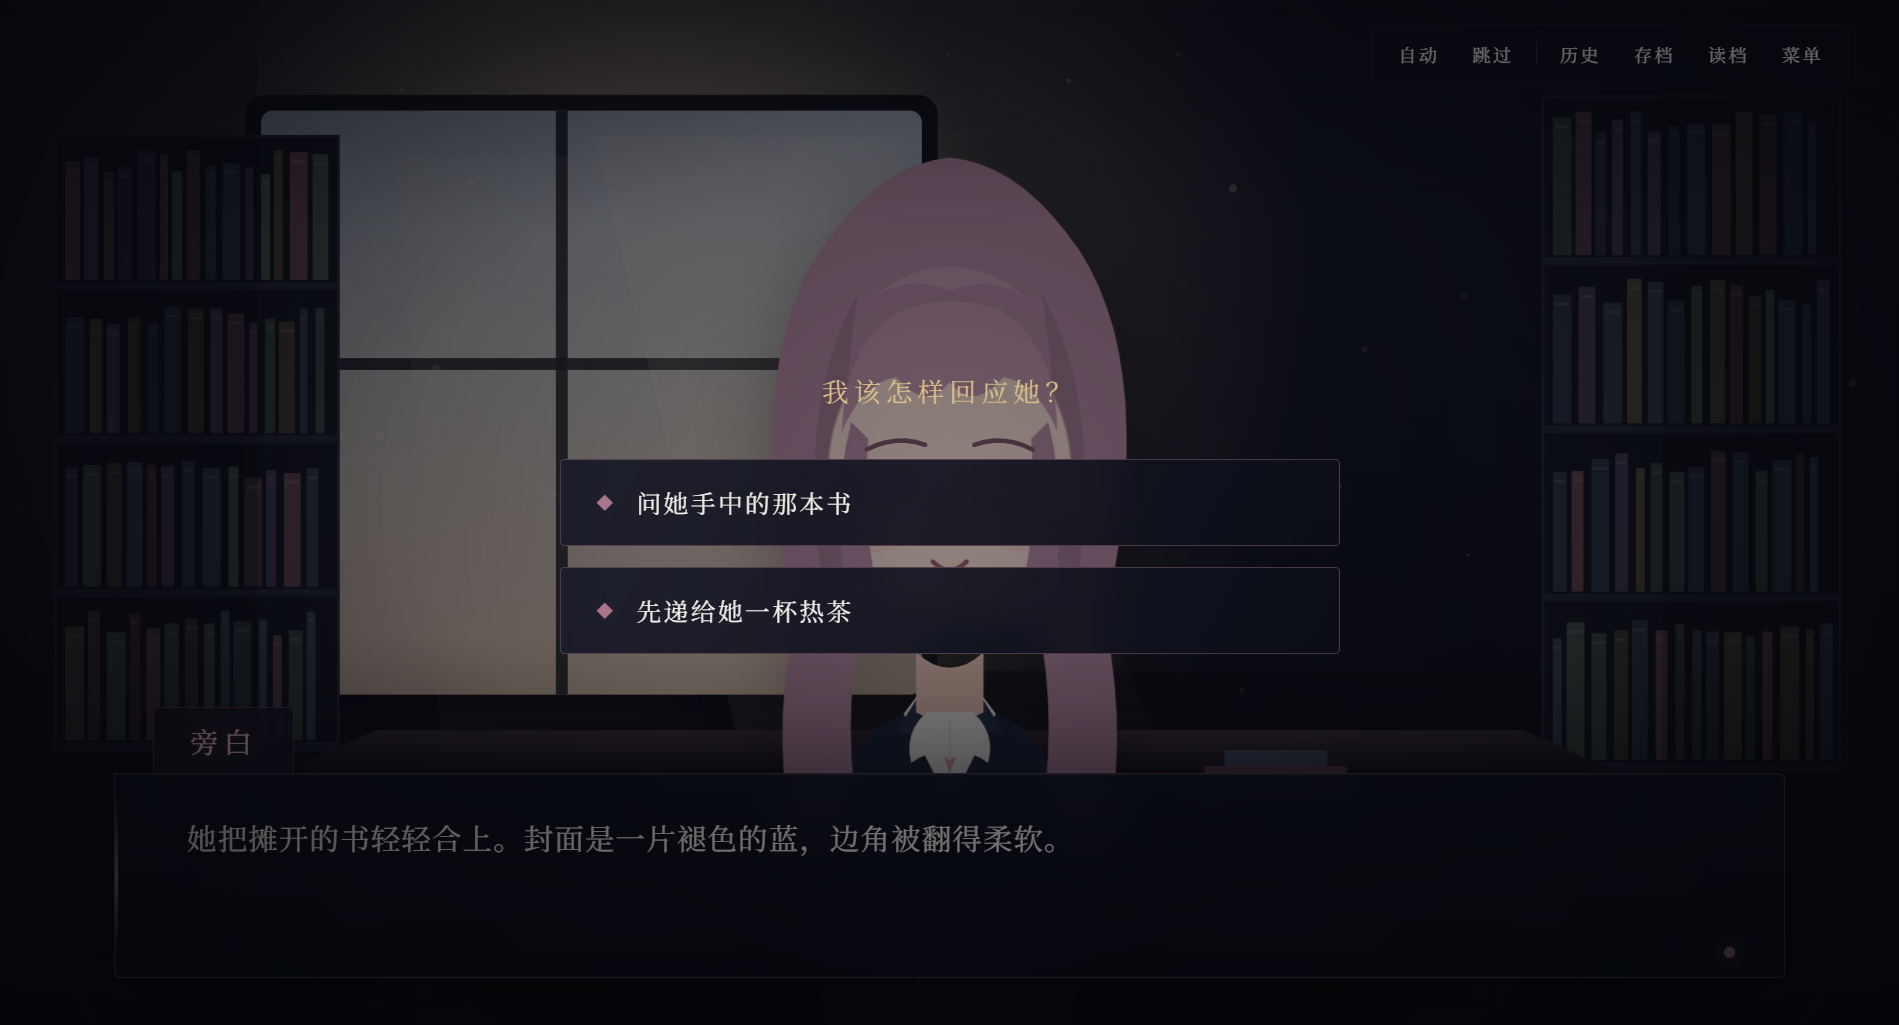 自动 跳过 历史 存档 读档 菜单
我该怎样回应她？
问她手中的那本书
先递给她一杯热茶
旁白
她把摊开的书轻轻合上。封面是一片褪色的蓝，边角被翻得柔软。